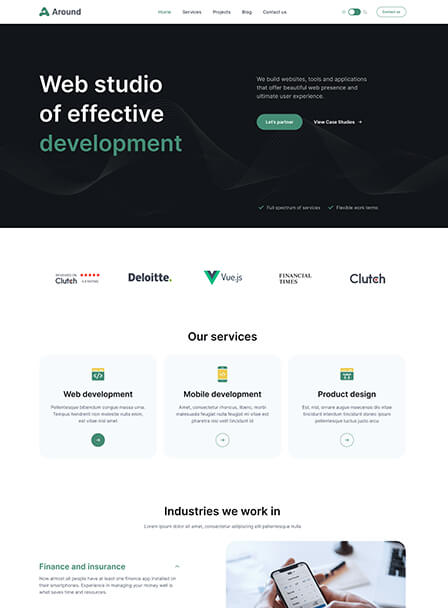 Around
Home Services Projects Blog Contact us
Contact us
Web studio
of effective
development
We build websites, tools and applications
that offer beautiful web presence and
ultimate user experience.
Let's partner
View Case Studies
Full spectrum of services
Flexible work terms
REVIEWED ON
Clutch
Deloitte.
Vue.js
FINANCIAL
TIMES
Clutch
Our services
Web development
Pellentesque bibendum congue massa urna.
Tempus hendrerit non molestie nulla enim,
est vitae nisl amet
Mobile development
Amet, consectetur rhoncus, libero, morbi
malesuada feugiat nulla feugiat mi vitae est
pharetra nisl velit tincidunt id
Product design
Est, nisl, ornare augue maecenas dis vitae
tincidunt interdum tincidunt donec ipsum
pellentesque luctus justo arcu
Industries we work in
Lorem ipsum dolor sit amet, consectetur adipiscing elit pellentesque nulla
Finance and insurance
Now almost all people have at least one finance app installed on
their smartphones. Experience in managing your money well is
what saves time and resources.